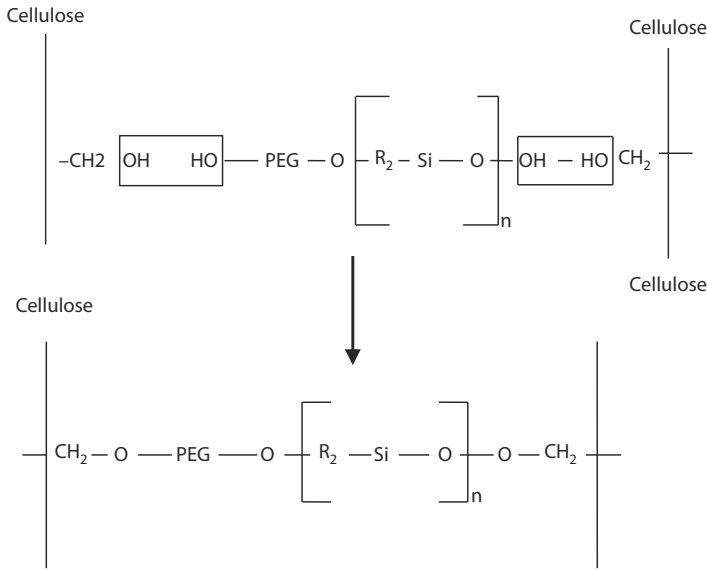 Cellulose
Cellulose
–CH2 OH HO — PEG — O — R₂ – Si — O — OH — HO CH₂
n
Cellulose
Cellulose
CH₂ — O — PEG — O — R₂ — Si — O — O — CH₂
n